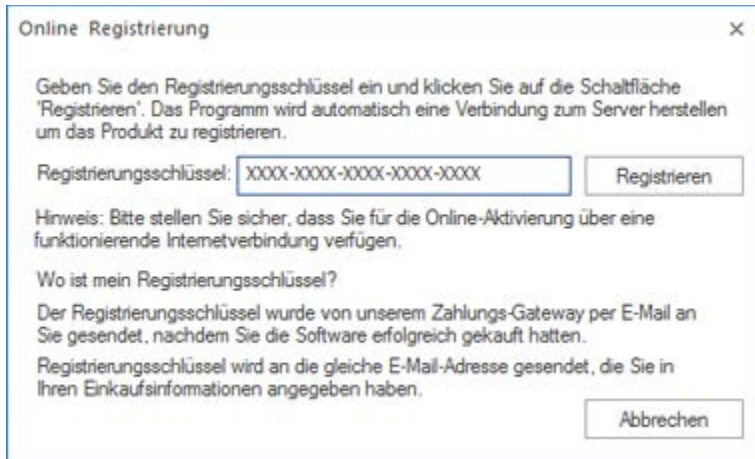 Online Registrierung
Geben Sie den Registrierungsschlüssel ein und klicken Sie auf die Schaltfläche
'Registrieren'. Das Programm wird automatisch eine Verbindung zum Server herstellen
um das Produkt zu registrieren.
Registrierungsschlüssel: XXXX-XXXX-XXXX-XXXX-XXXX Registrieren
Hinweis: Bitte stellen Sie sicher, dass Sie für die Online-Aktivierung über eine
funktionierende Internetverbindung verfügen.
Wo ist mein Registrierungsschlüssel?
Der Registrierungsschlüssel wurde von unserem Zahlungs-Gateway per E-Mail an
Sie gesendet, nachdem Sie die Software erfolgreich gekauft hatten.
Registrierungsschlüssel wird an die gleiche E-Mail-Adresse gesendet, die Sie in
Ihren Einkaufsinformationen angegeben haben.
Abbrechen